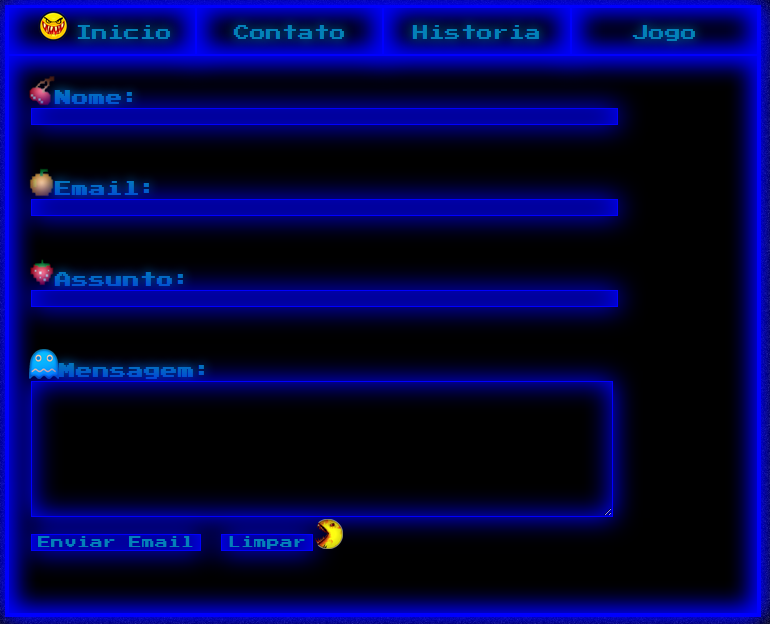 Inicio Contato Historia Jogo
Nome:
Email:
Assunto:
Mensagem:
Enviar Email Limpar